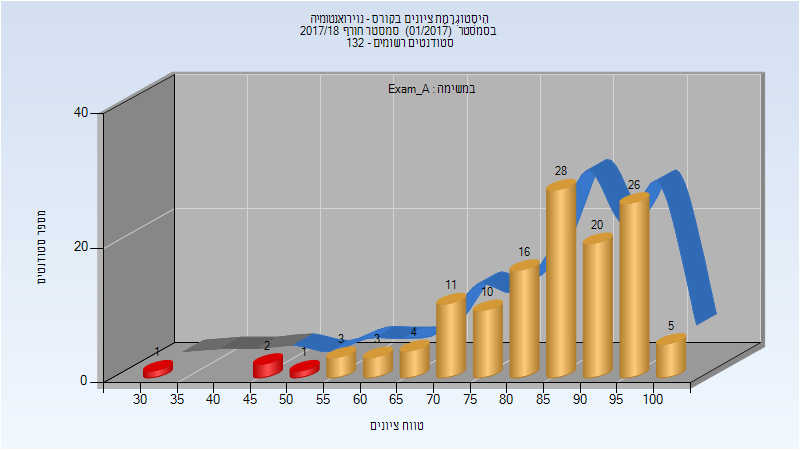 היסטוגרמת ציונים בקורס - נוירואנטומיה
בסמסטר (01/2017) סמסטר חורף 2017/18
סטודנטים רשומים - 132
במשימה : Exam_A
מספר סטודנטים
40
20
0
1
2
1
3
3
4
11
10
16
28
20
26
5
30 35 40 45 50 55 60 65 70 75 80 85 90 95 100
טווח ציונים